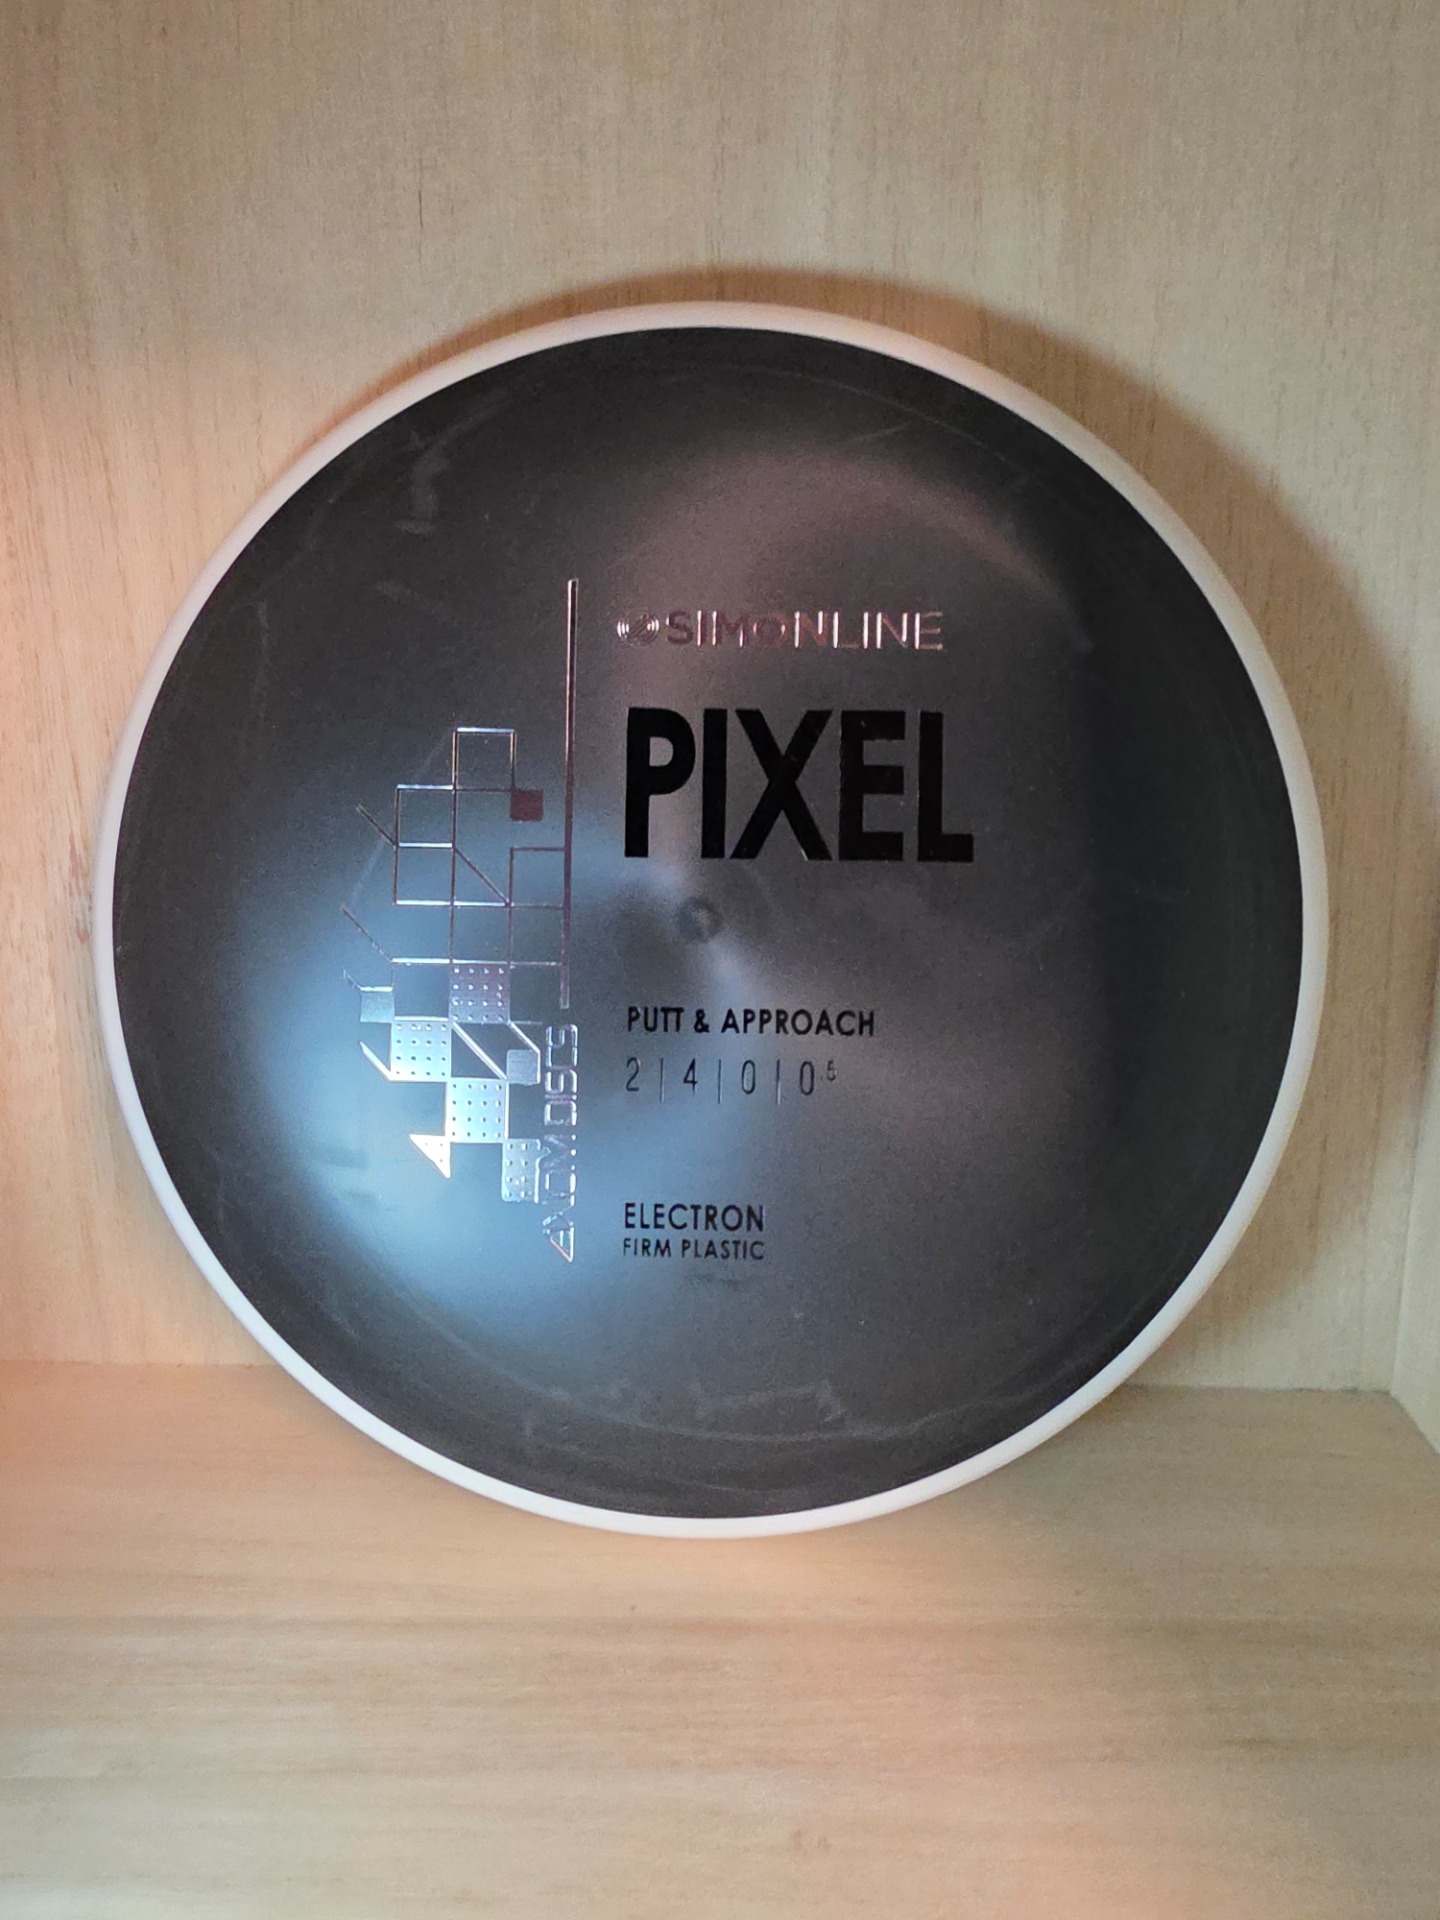 SIMONLINE
PIXEL
PUTT & APPROACH
2 | 4 | 0 | 0.5
ELECTRON
FIRM PLASTIC
AXIOM DISCS